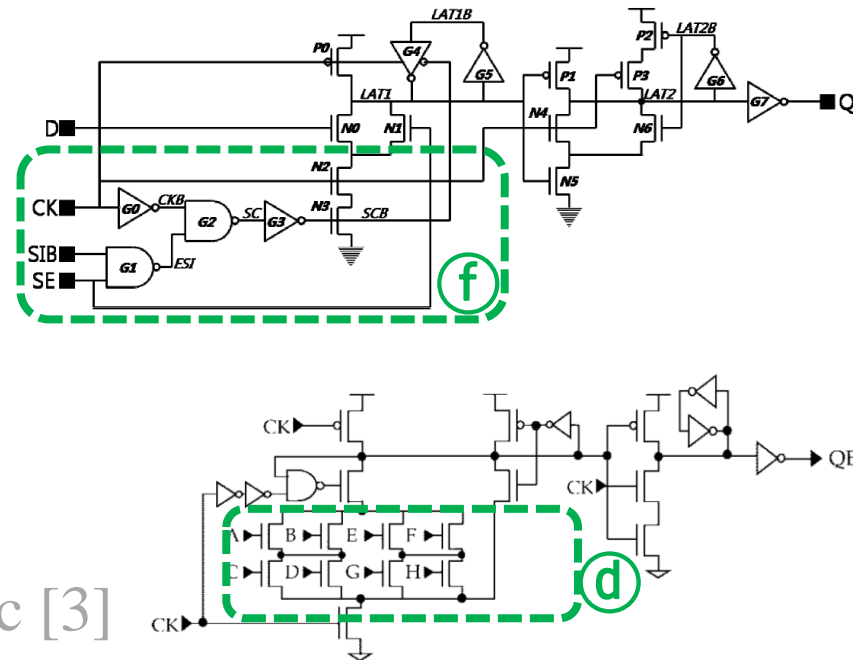 LAT1B
P0
G4
G5
P2
LAT2B
P1
P3
G6
LAT1
N4
LAT2
G7
Q
D
N0
N1
N6
N2
N5
CK
G0
CKB
G2
SC
G3
N3
SCB
SIB
G1
ESI
SE
f
CK
QB
CK
A
B
E
F
C
D
G
H
d
c [3]
CK